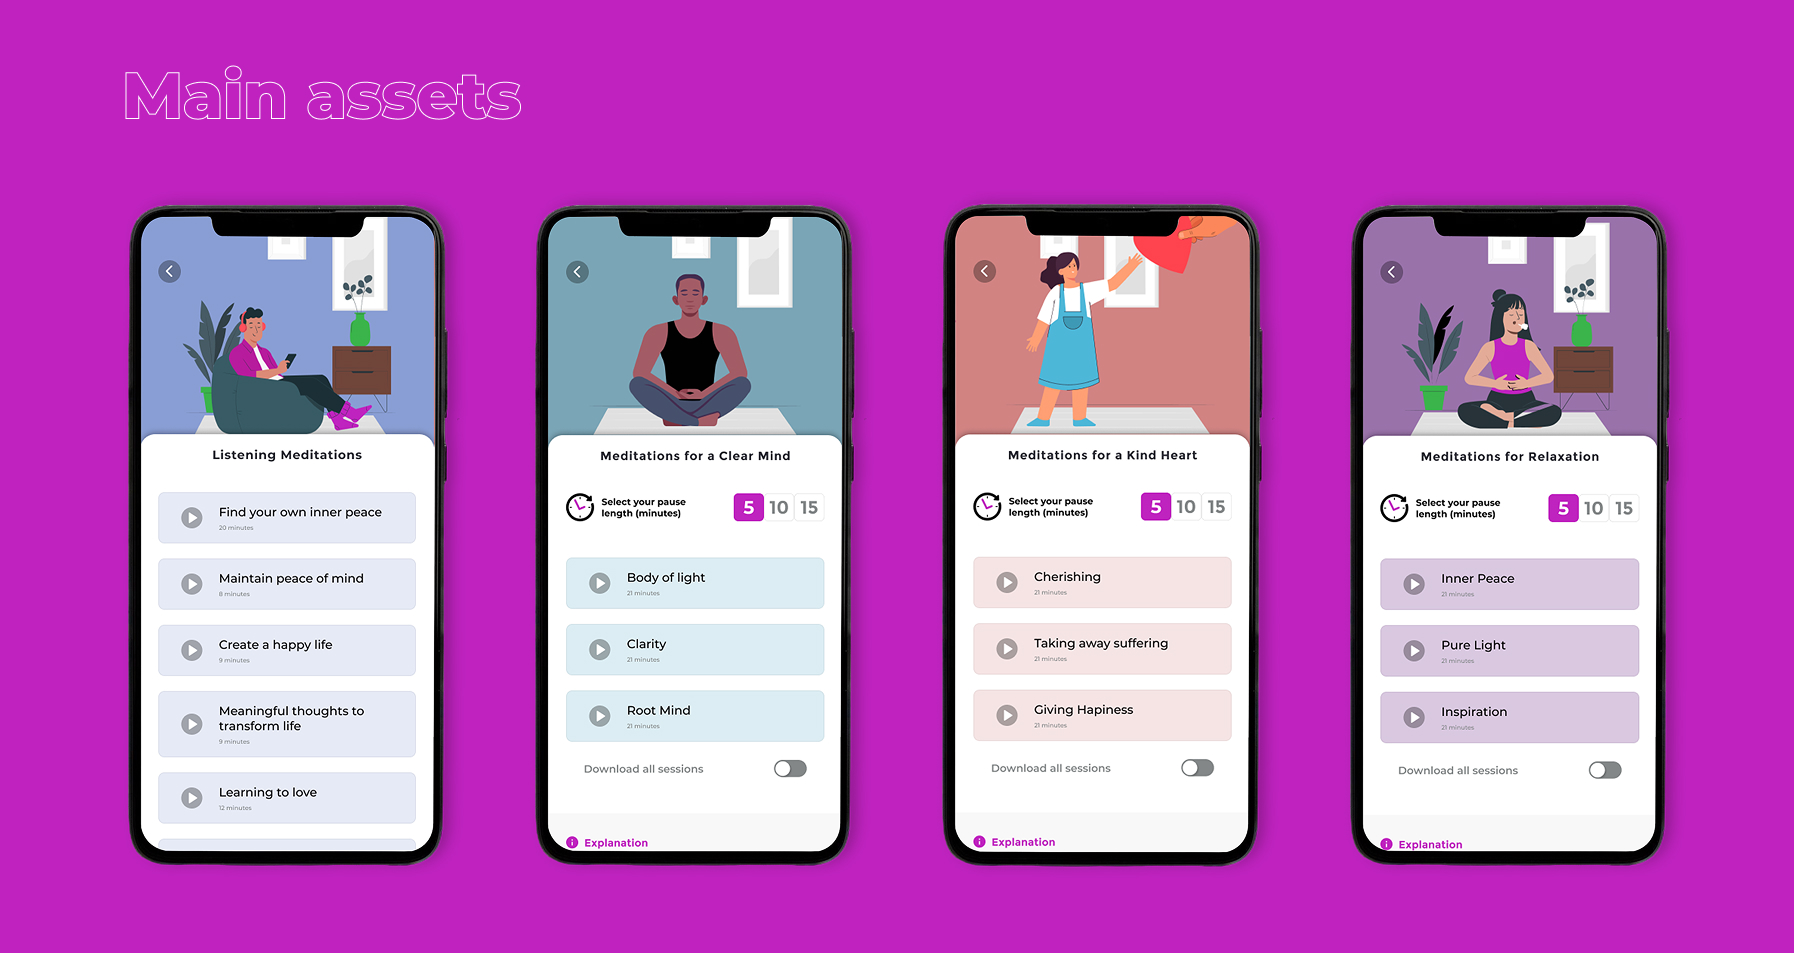 Main assets
Listening Meditations
Find your own inner peace
20 minutes
Maintain peace of mind
8 minutes
Create a happy life
9 minutes
Meaningful thoughts to
transform life
9 minutes
Learning to love
12 minutes
Meditations for a Clear Mind
Select your pause
length (minutes)
5 10 15
Body of light
21 minutes
Clarity
21 minutes
Root Mind
21 minutes
Download all sessions
Explanation
Meditations for a Kind Heart
Select your pause
length (minutes)
5 10 15
Cherishing
21 minutes
Taking away suffering
21 minutes
Giving Hapiness
21 minutes
Download all sessions
Explanation
Meditations for Relaxation
Select your pause
length (minutes)
5 10 15
Inner Peace
21 minutes
Pure Light
21 minutes
Inspiration
21 minutes
Download all sessions
Explanation